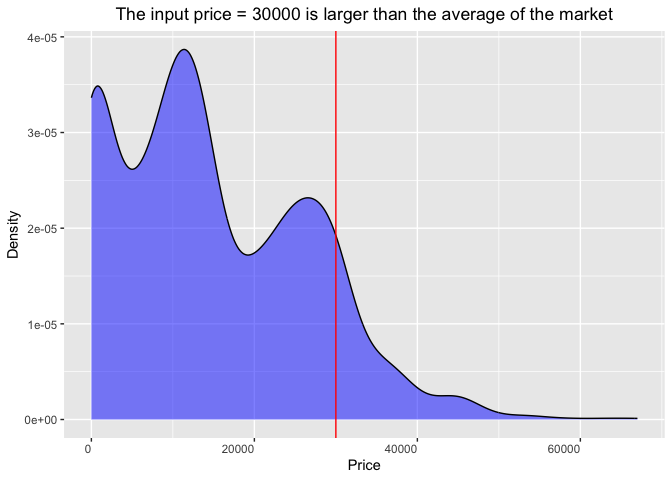 The input price = 30000 is larger than the average of the market
4e-05
3e-05
2e-05
1e-05
0e+00
Density
0
20000
40000
60000
Price